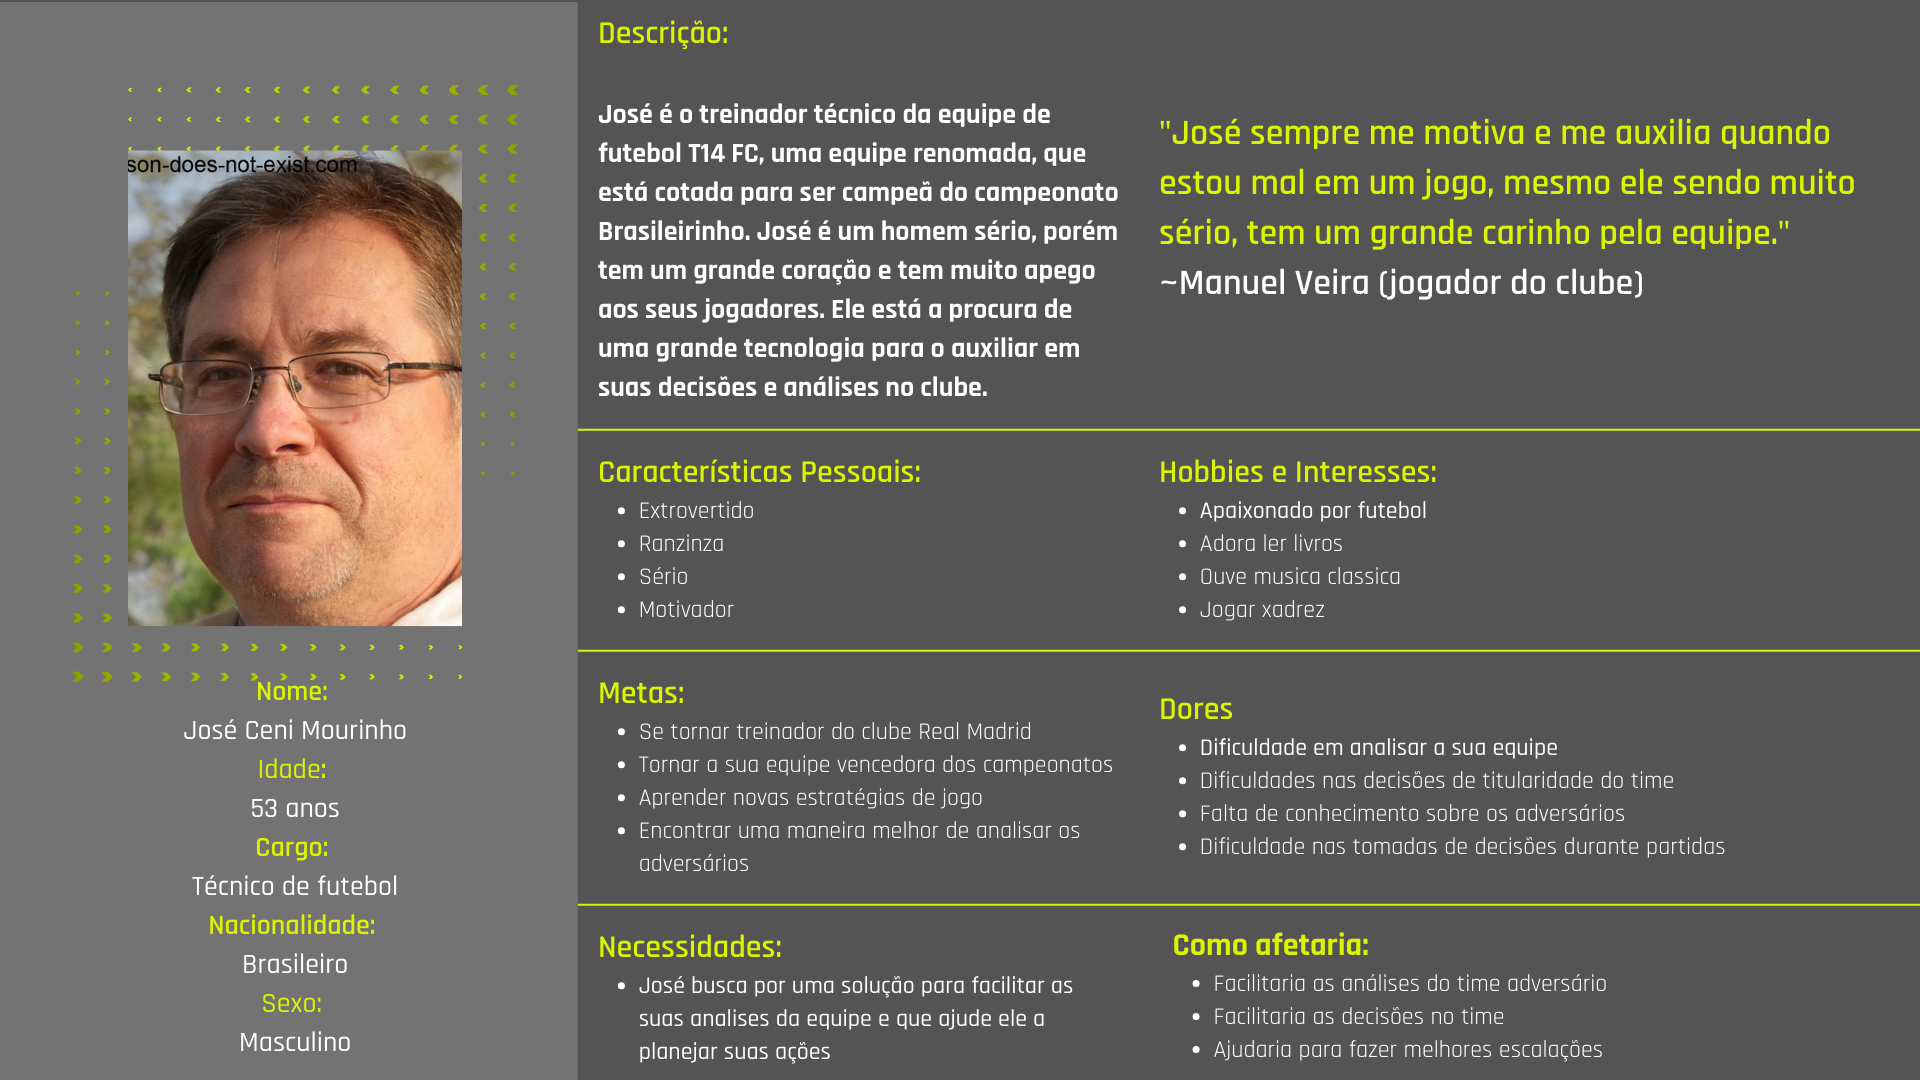 son-does-not-exist.com
Nome:
José Ceni Mourinho
Idade:
53 anos
Cargo:
Técnico de futebol
Nacionalidade:
Brasileiro
Sexo:
Masculino
Descrição:
José é o treinador técnico da equipe de
futebol T14 FC, uma equipe renomada, que
está cotada para ser campeã do campeonato
Brasileirinho. José é um homem sério, porém
tem um grande coração e tem muito apego
aos seus jogadores. Ele está a procura de
uma grande tecnologia para o auxiliar em
suas decisões e análises no clube.
"José sempre me motiva e me auxilia quando
estou mal em um jogo, mesmo ele sendo muito
sério, tem um grande carinho pela equipe."
~Manuel Veira (jogador do clube)
Características Pessoais:
• Extrovertido
• Ranzinza
• Sério
• Motivador
Hobbies e Interesses:
• Apaixonado por futebol
• Adora ler livros
• Ouve musica classica
• Jogar xadrez
Metas:
• Se tornar treinador do clube Real Madrid
• Tornar a sua equipe vencedora dos campeonatos
• Aprender novas estratégias de jogo
• Encontrar uma maneira melhor de analisar os
adversários
Dores
• Dificuldade em analisar a sua equipe
• Dificuldades nas decisões de titularidade do time
• Falta de conhecimento sobre os adversários
• Dificuldade nas tomadas de decisões durante partidas
Necessidades:
• José busca por uma solução para facilitar as
suas analises da equipe e que ajude ele a
planejar suas ações
Como afetaria:
• Facilitaria as análises do time adversário
• Facilitaria as decisões no time
• Ajudaria para fazer melhores escalações